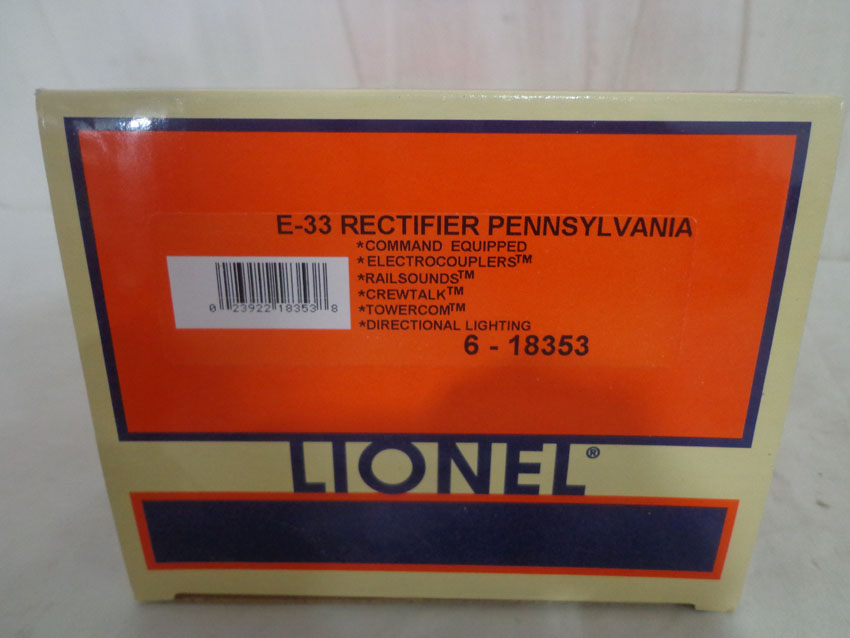 E-33 RECTIFIER PENNSYLVANIA
*COMMAND EQUIPPED
*ELECTROCOUPLERS™
*RAILSOUNDS™
*CREWTALK™
*TOWERCOM™
*DIRECTIONAL LIGHTING
0 23922 18353 8
6 - 18353
LIONEL®